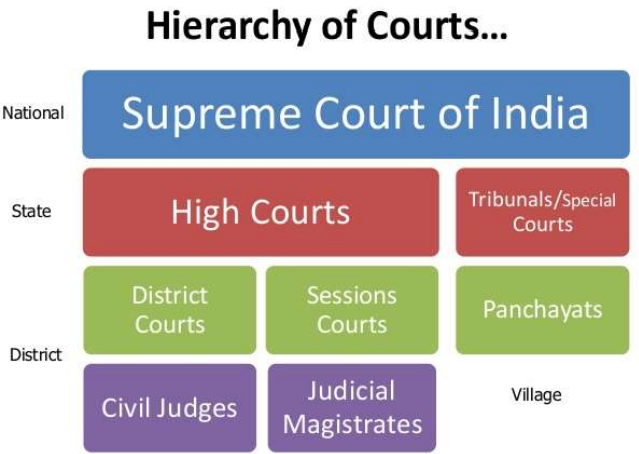 Hierarchy of Courts...
National
Supreme Court of India
State
High Courts
Tribunals/Special
Courts
District
Courts
Sessions
Courts
Panchayats
District
Civil Judges
Judicial
Magistrates
Village